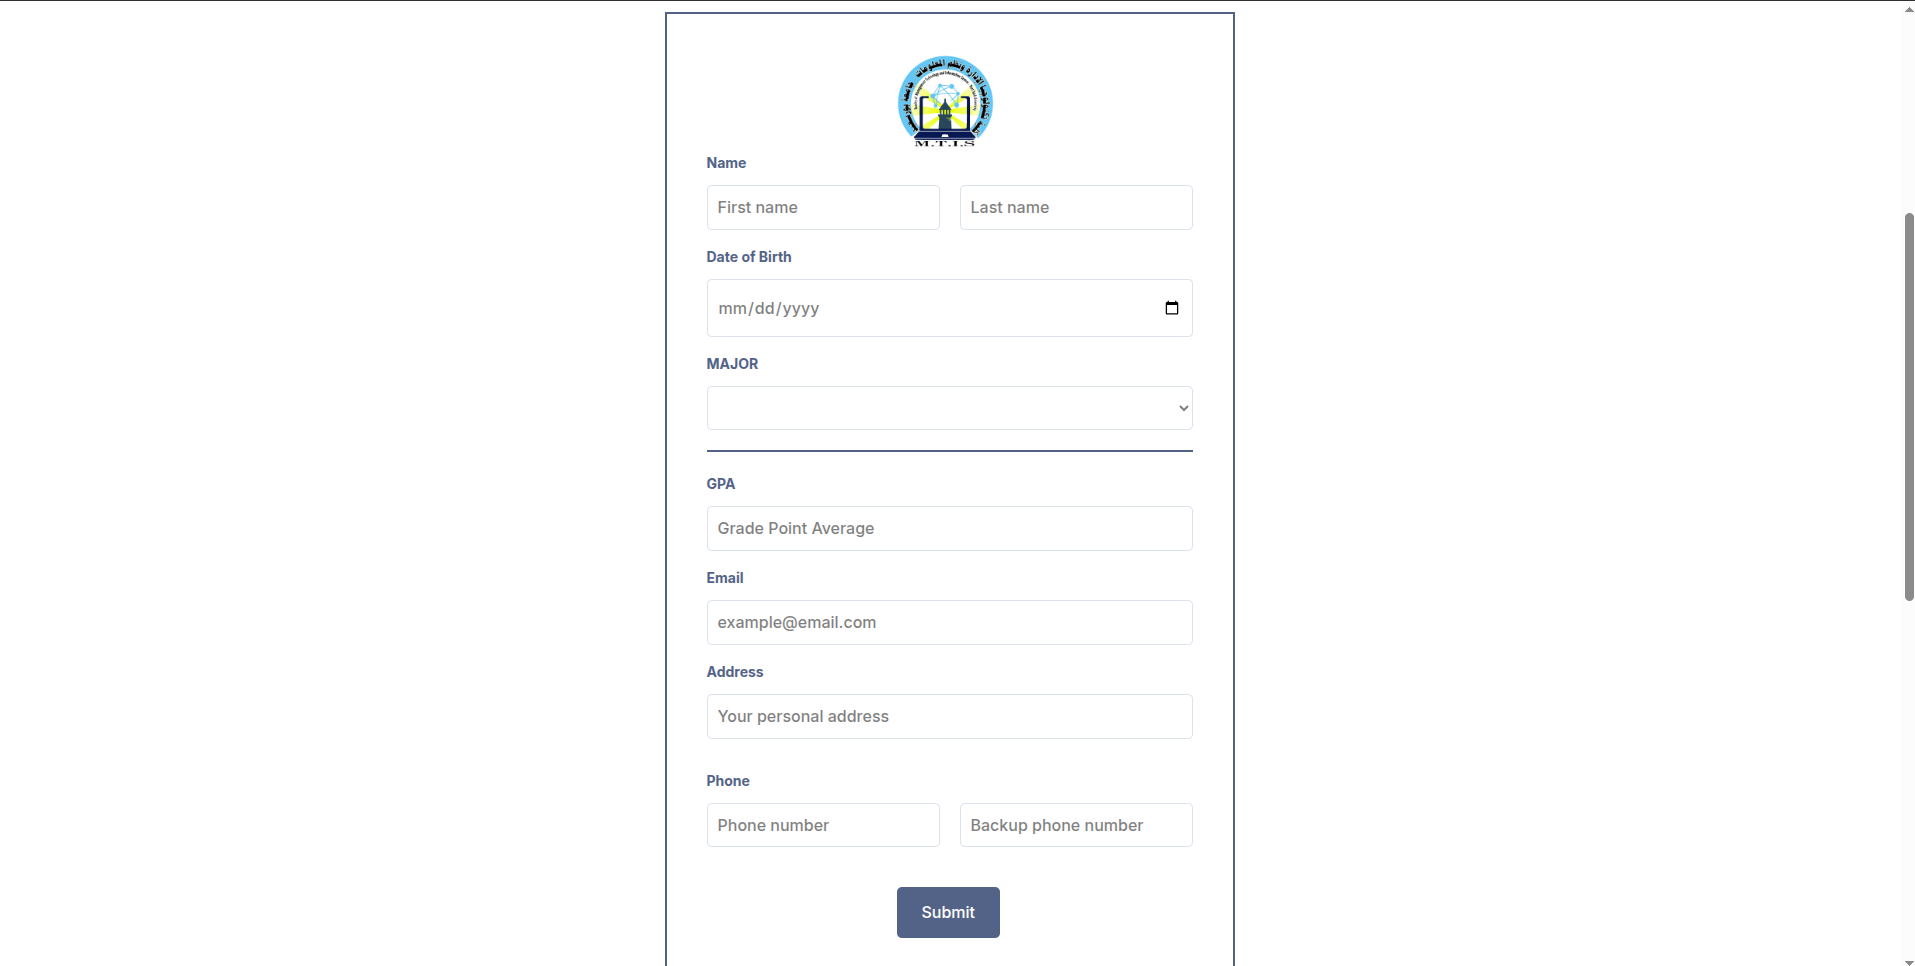 M.T.I.S
Name
First name
Last name
Date of Birth
mm/dd/yyyy
MAJOR
GPA
Grade Point Average
Email
example@email.com
Address
Your personal address
Phone
Phone number
Backup phone number
Submit